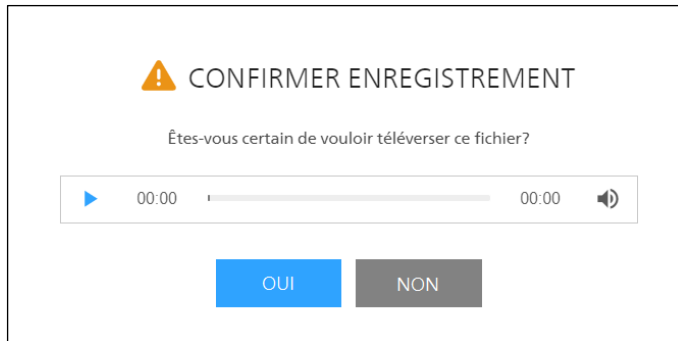 CONFIRMER ENREGISTREMENT
Êtes-vous certain de vouloir téléverser ce fichier?
00:00 00:00
OUI NON